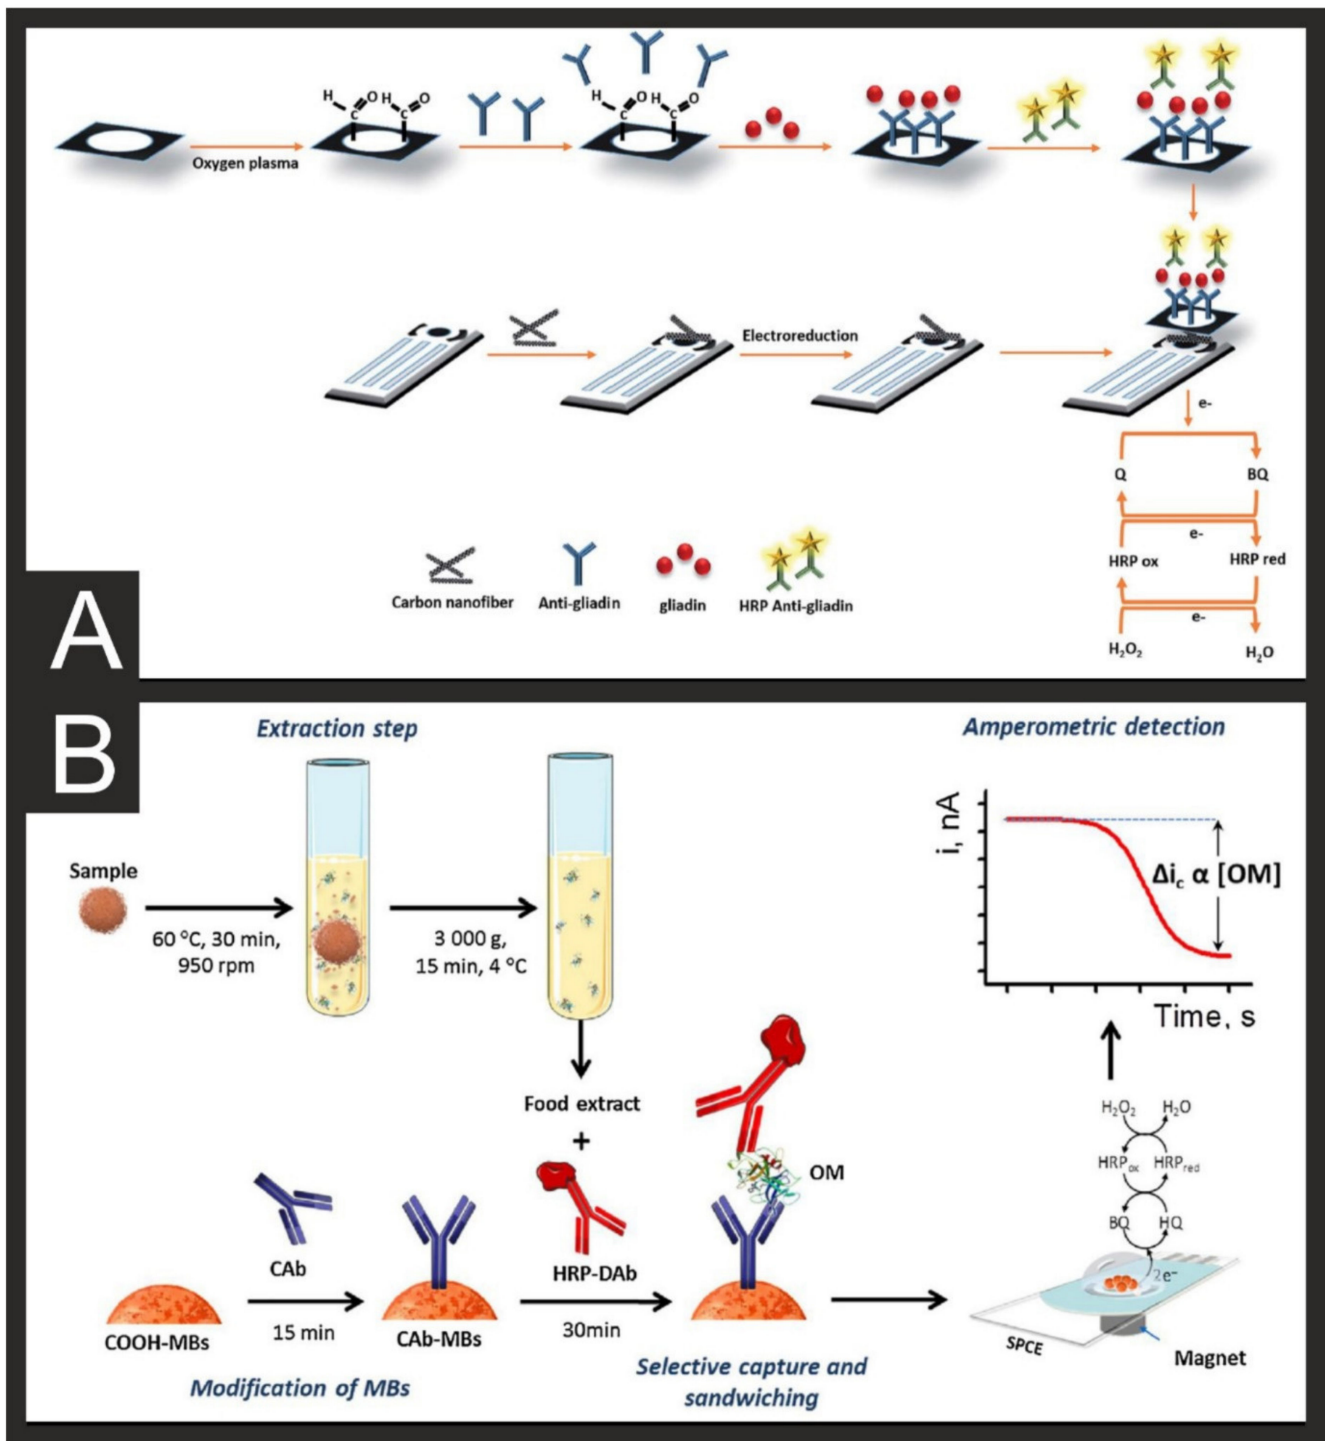 H
O
H
O
C
C
Oxygen plasma
H
O
H
O
C
C
Electroreduction
e-
Q
BQ
e-
HRP ox
HRP red
e-
H₂O₂
H₂O
Carbon nanofiber
Anti-gliadin
gliadin
HRP Anti-gliadin
A
B
Extraction step
Amperometric detection
Sample
60 °C, 30 min,
950 rpm
3 000 g,
15 min, 4 °C
i, nA
Δi꜀ α [OM]
Time, s
Food extract
+
CAb
HRP-DAb
OM
COOH-MBs
15 min
CAb-MBs
30min
Modification of MBs
Selective capture and
sandwiching
H₂O₂
H₂O
HRPox
HRPred
BQ
HQ
2e⁻
SPCE
Magnet